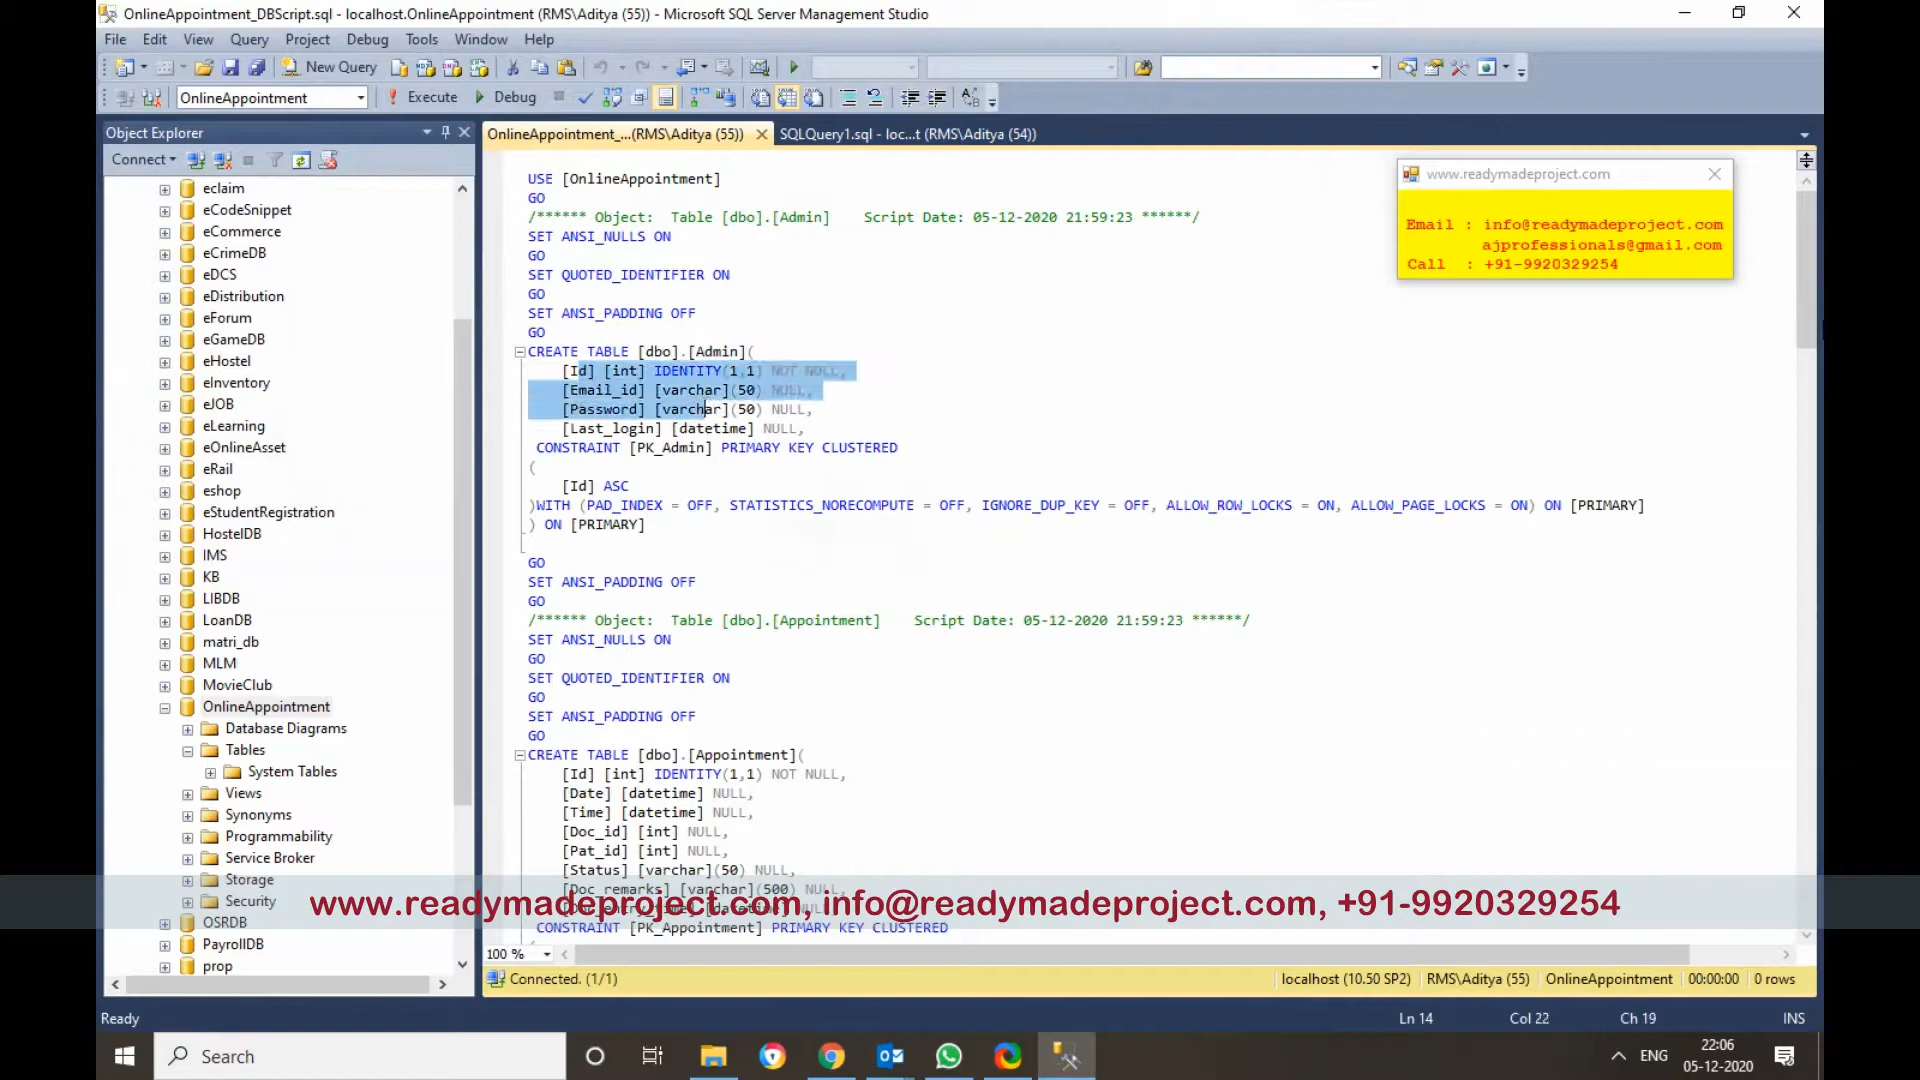 OnlineAppointment_DBScript.sql - localhost.OnlineAppointment (RMS\Aditya (55)) - Microsoft SQL Server Management Studio
File Edit View Query Project Debug Tools Window Help
New Query
OnlineAppointment Execute Debug
Object Explorer
Connect
eclaim
eCodeSnippet
eCommerce
eCrimeDB
eDCS
eDistribution
eForum
eGameDB
eHostel
eInventory
eJOB
eLearning
eOnlineAsset
eRail
eshop
eStudentRegistration
HostelDB
IMS
KB
LIBDB
LoanDB
matri_db
MLM
MovieClub
OnlineAppointment
Database Diagrams
Tables
System Tables
Views
Synonyms
Programmability
Service Broker
Storage
Security
OSRDB
PayrollDB
prop
OnlineAppointment_...(RMS\Aditya (55)) SQLQuery1.sql - loc...t (RMS\Aditya (54))
USE [OnlineAppointment]
GO
/****** Object:  Table [dbo].[Admin]    Script Date: 05-12-2020 21:59:23 ******/
SET ANSI_NULLS ON
GO
SET QUOTED_IDENTIFIER ON
GO
SET ANSI_PADDING OFF
GO
CREATE TABLE [dbo].[Admin](
[Id] [int] IDENTITY(1,1) NOT NULL,
[Email_id] [varchar](50) NULL,
[Password] [varchar](50) NULL,
[Last_login] [datetime] NULL,
CONSTRAINT [PK_Admin] PRIMARY KEY CLUSTERED
(
[Id] ASC
)WITH (PAD_INDEX = OFF, STATISTICS_NORECOMPUTE = OFF, IGNORE_DUP_KEY = OFF, ALLOW_ROW_LOCKS = ON, ALLOW_PAGE_LOCKS = ON) ON [PRIMARY]
) ON [PRIMARY]
GO
SET ANSI_PADDING OFF
GO
/****** Object:  Table [dbo].[Appointment]    Script Date: 05-12-2020 21:59:23 ******/
SET ANSI_NULLS ON
GO
SET QUOTED_IDENTIFIER ON
GO
SET ANSI_PADDING OFF
GO
CREATE TABLE [dbo].[Appointment](
[Id] [int] IDENTITY(1,1) NOT NULL,
[Date] [datetime] NULL,
[Time] [datetime] NULL,
[Doc_id] [int] NULL,
[Pat_id] [int] NULL,
[Status] [varchar](50) NULL,
[Doc_remarks] [varchar](500) NULL,
CONSTRAINT [PK_Appointment] PRIMARY KEY CLUSTERED
www.readymadeproject.com
Email : info@readymadeproject.com
ajprofessionals@gmail.com
Call : +91-9920329254
www.readymadeproject.com, info@readymadeproject.com, +91-9920329254
100 %
Connected. (1/1) localhost (10.50 SP2) RMS\Aditya (55) OnlineAppointment 00:00:00 0 rows
Ready Ln 14 Col 22 Ch 19 INS
Search ENG 22:06
05-12-2020